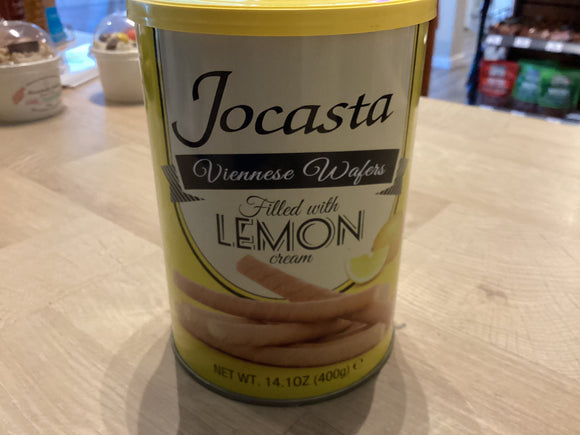 Jocasta
Viennese Wafers
Filled with
LEMON
cream
NET WT. 14.1OZ (400g) e